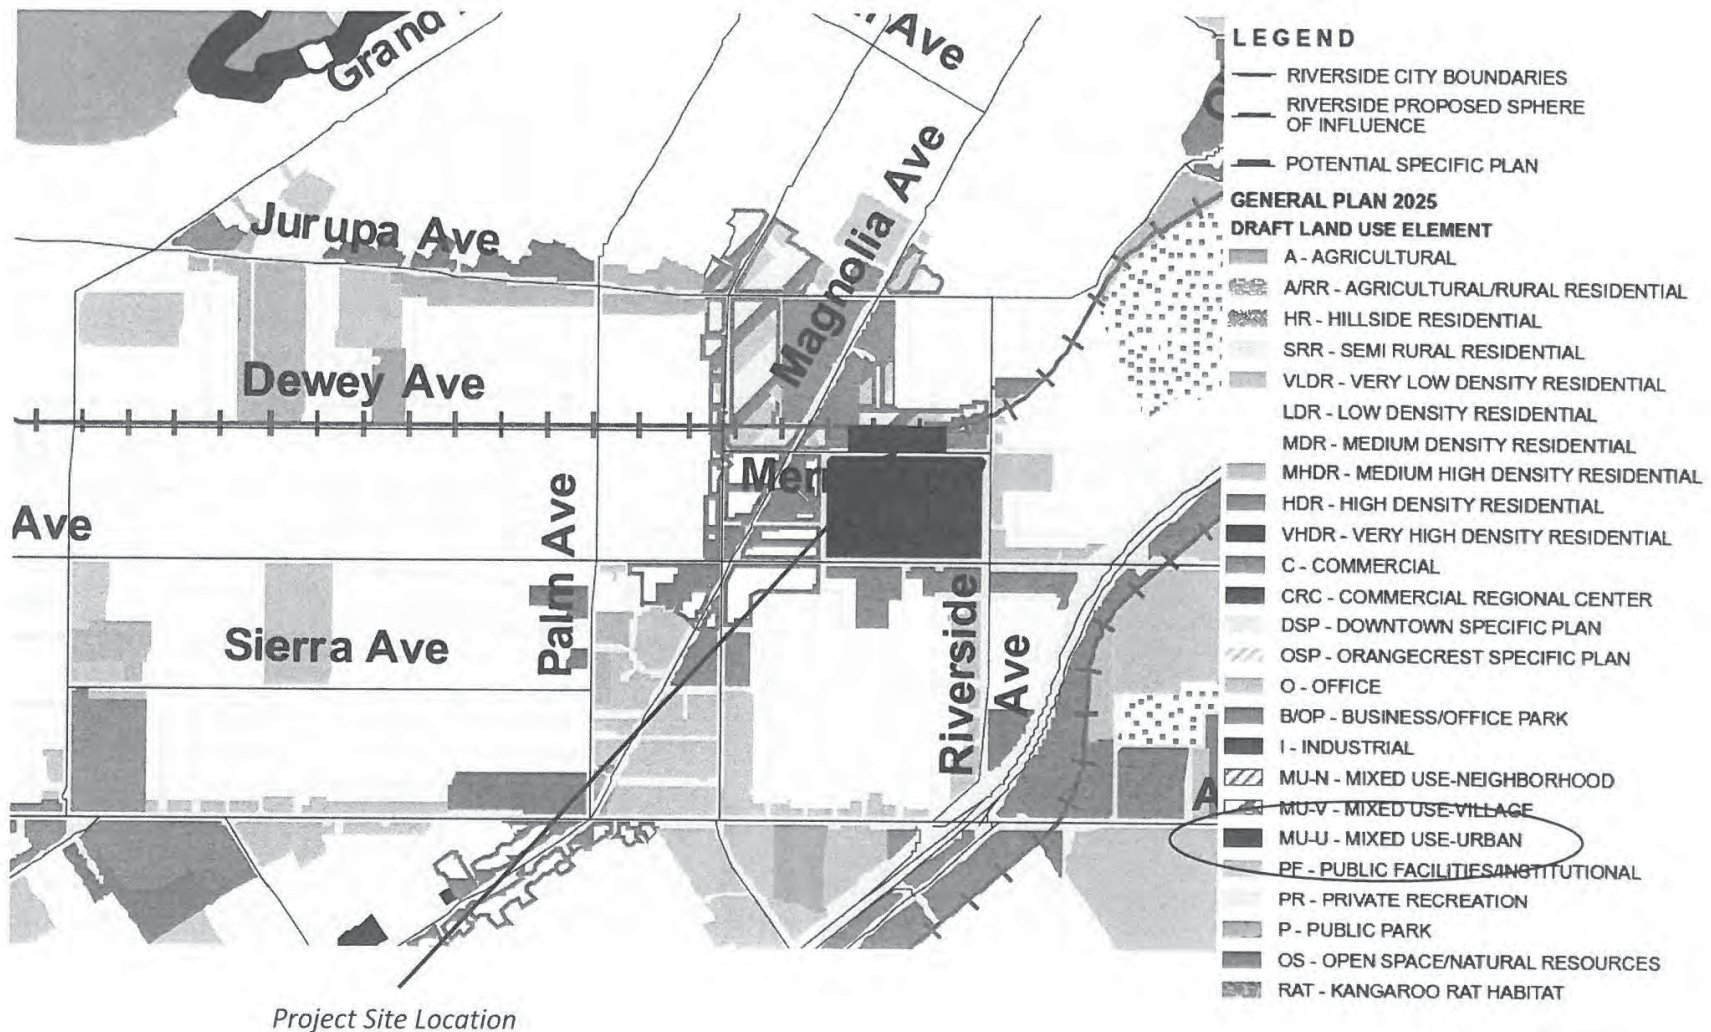 Grand
Ave
Magnolia Ave
Jurupa Ave
Dewey Ave
Mer
Ave
Palm Ave
Sierra Ave
Riverside
Ave
A
Project Site Location
LEGEND
RIVERSIDE CITY BOUNDARIES
RIVERSIDE PROPOSED SPHERE
OF INFLUENCE
POTENTIAL SPECIFIC PLAN
GENERAL PLAN 2025
DRAFT LAND USE ELEMENT
A - AGRICULTURAL
A/RR - AGRICULTURAL/RURAL RESIDENTIAL
HR - HILLSIDE RESIDENTIAL
SRR - SEMI RURAL RESIDENTIAL
VLDR - VERY LOW DENSITY RESIDENTIAL
LDR - LOW DENSITY RESIDENTIAL
MDR - MEDIUM DENSITY RESIDENTIAL
MHDR - MEDIUM HIGH DENSITY RESIDENTIAL
HDR - HIGH DENSITY RESIDENTIAL
VHDR - VERY HIGH DENSITY RESIDENTIAL
C - COMMERCIAL
CRC - COMMERCIAL REGIONAL CENTER
DSP - DOWNTOWN SPECIFIC PLAN
OSP - ORANGECREST SPECIFIC PLAN
O - OFFICE
B/OP - BUSINESS/OFFICE PARK
I - INDUSTRIAL
MU-N - MIXED USE-NEIGHBORHOOD
MU-V - MIXED USE-VILLAGE
MU-U - MIXED USE-URBAN
PF - PUBLIC FACILITIES/INSTITUTIONAL
PR - PRIVATE RECREATION
P - PUBLIC PARK
OS - OPEN SPACE/NATURAL RESOURCES
RAT - KANGAROO RAT HABITAT